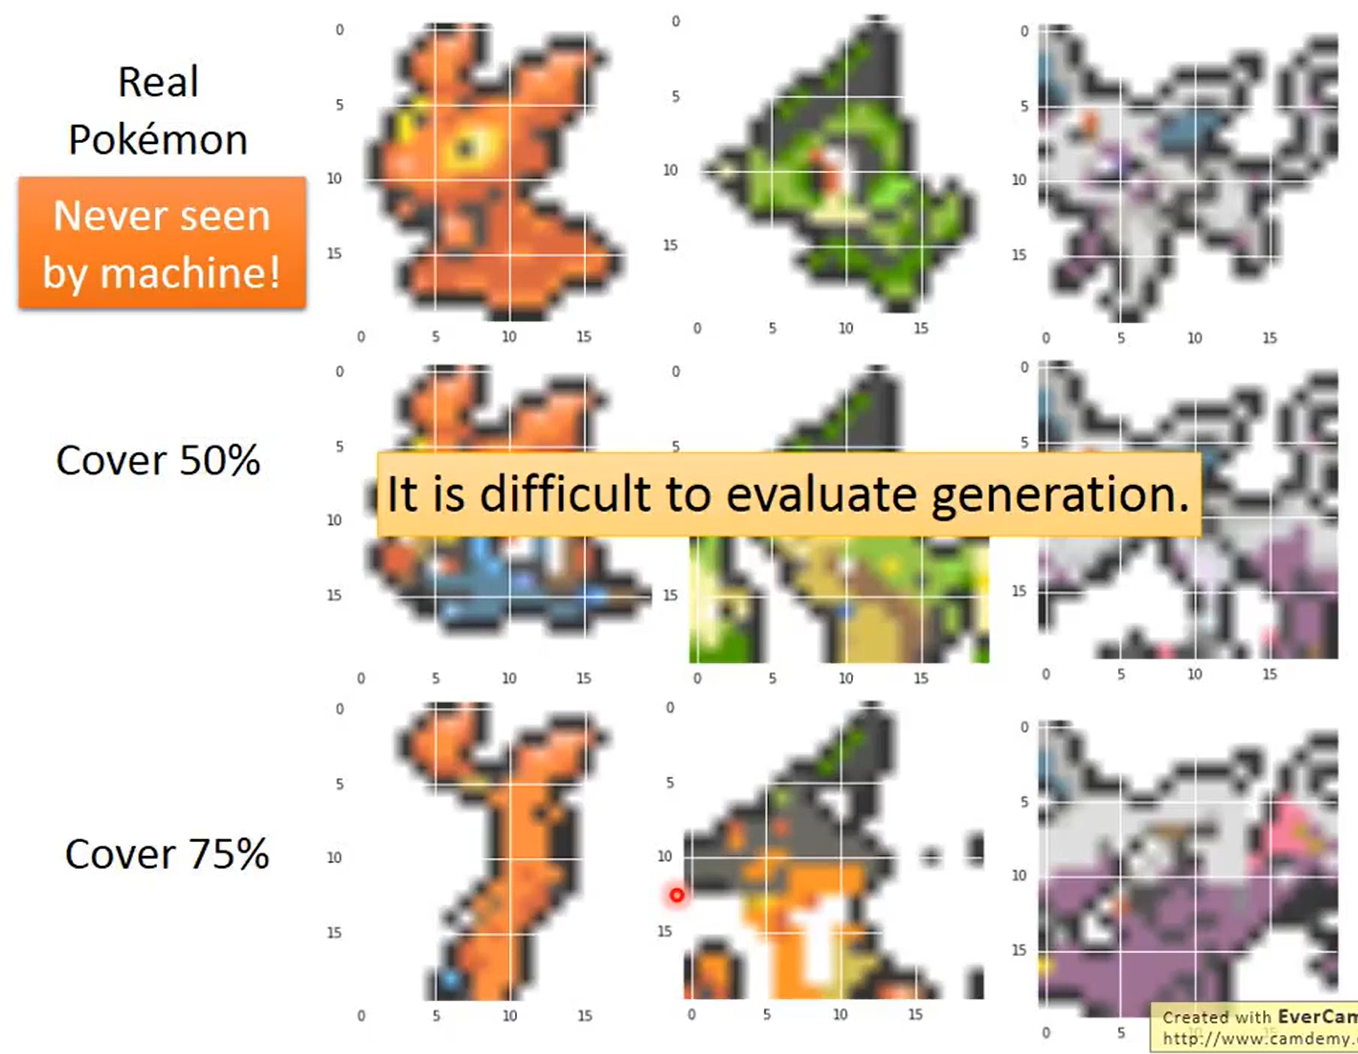 Real
Pokémon
Never seen
by machine!
0
5
10
15
0 5 10 15
0
5
10
15
0 5 10 15
0
5
10
15
0 5 10 15
Cover 50%
It is difficult to evaluate generation.
0
5
10
15
0 5 10 15
0
5
15
0 5 10 15
0
5
15
0 5 10 15
Cover 75%
0
5
10
15
0 5 10 15
0
5
10
15
0 5 10 15
0
5
10
15
0 5 10 15
Created with EverCam
http://www.camdemy.